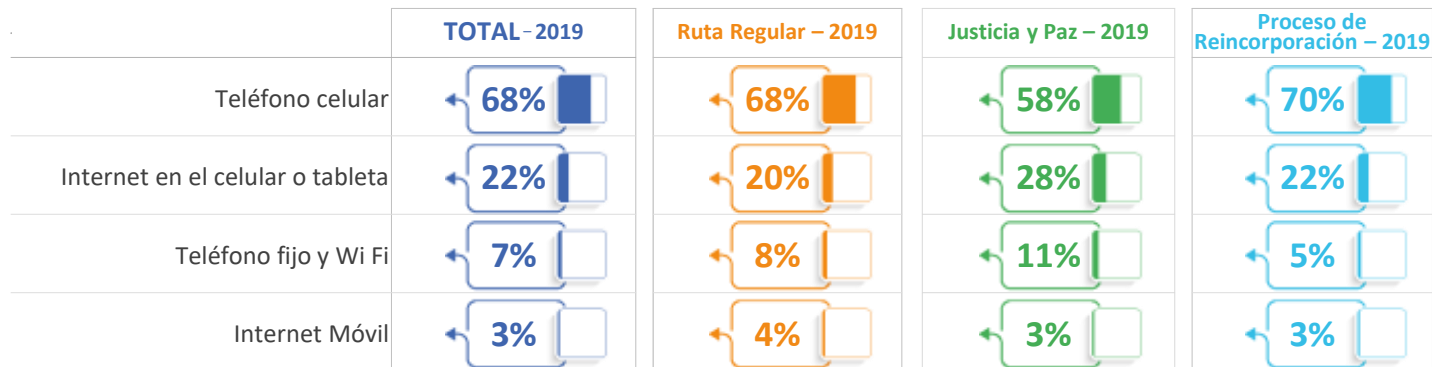 TOTAL – 2019
Ruta Regular – 2019
Justicia y Paz – 2019
Proceso de
Reincorporación – 2019
Teléfono celular 68% 68% 58% 70%
Internet en el celular o tableta 22% 20% 28% 22%
Teléfono fijo y Wi Fi 7% 8% 11% 5%
Internet Móvil 3% 4% 3% 3%